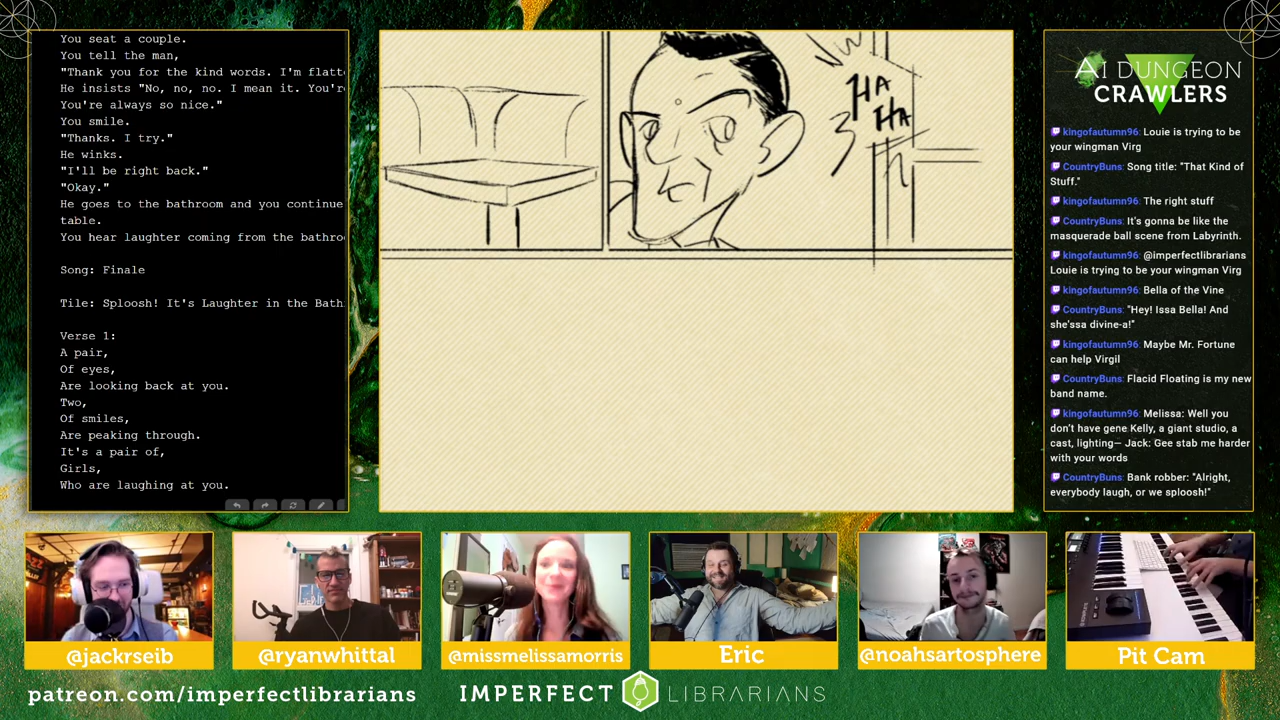 You seat a couple.
You tell the man,
"Thank you for the kind words. I'm flatt
He insists "No, no, no. I mean it. You'r
You're always so nice."
You smile.
"Thanks. I try."
He winks.
"I'll be right back."
"Okay."
He goes to the bathroom and you continue
table.
You hear laughter coming from the bathro
Song: Finale
Tile: Sploosh! It's Laughter in the Bath
Verse 1:
A pair,
Of eyes,
Are looking back at you.
Two,
Of smiles,
Are peaking through.
It's a pair of,
Girls,
Who are laughing at you.
HA
HA
AI DUNGEON
CRAWLERS
kingofautumn96: Louie is trying to be
your wingman Virg
CountryBuns: Song title: "That Kind of
Stuff."
kingofautumn96: The right stuff
CountryBuns: It's gonna be like the
masquerade ball scene from Labyrinth.
kingofautumn96: @imperfectlibrarians
Louie is trying to be your wingman Virg
kingofautumn96: Bella of the Vine
CountryBuns: "Hey! Issa Bella! And
she'ssa divine-a!"
kingofautumn96: Maybe Mr. Fortune
can help Virgil
CountryBuns: Flacid Floating is my new
band name.
kingofautumn96: Melissa: Well you
don't have gene Kelly, a giant studio, a
cast, lighting— Jack: Gee stab me harder
with your words
CountryBuns: Bank robber: "Alright,
everybody laugh, or we sploosh!"
@jackrseib
@ryanwhittal
@missmelissamorris
Eric
@noahsartosphere
Pit Cam
patreon.com/imperfectlibrarians
IMPERFECT LIBRARIANS